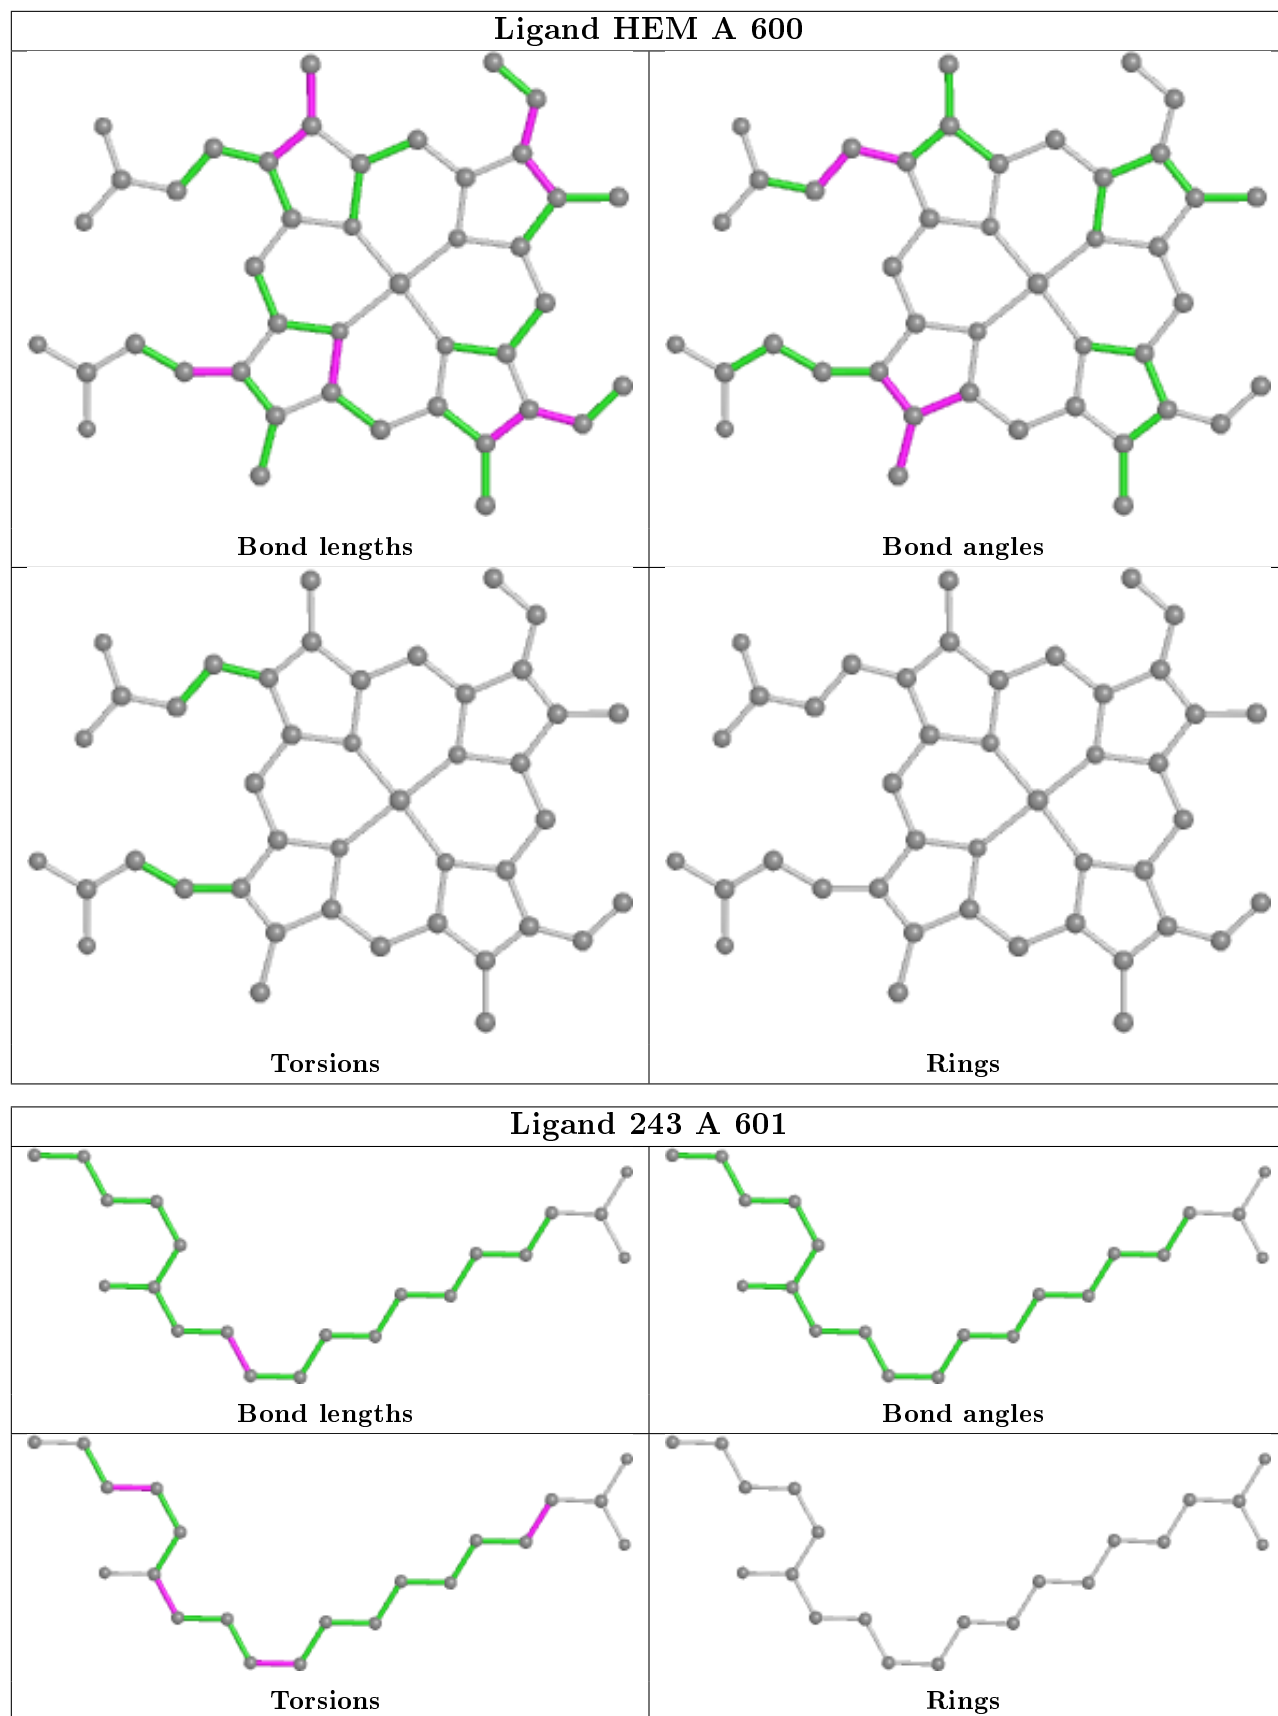 Ligand HEM A 600
Bond lengths
Bond angles
Torsions
Rings
Ligand 243 A 601
Bond lengths
Bond angles
Torsions
Rings